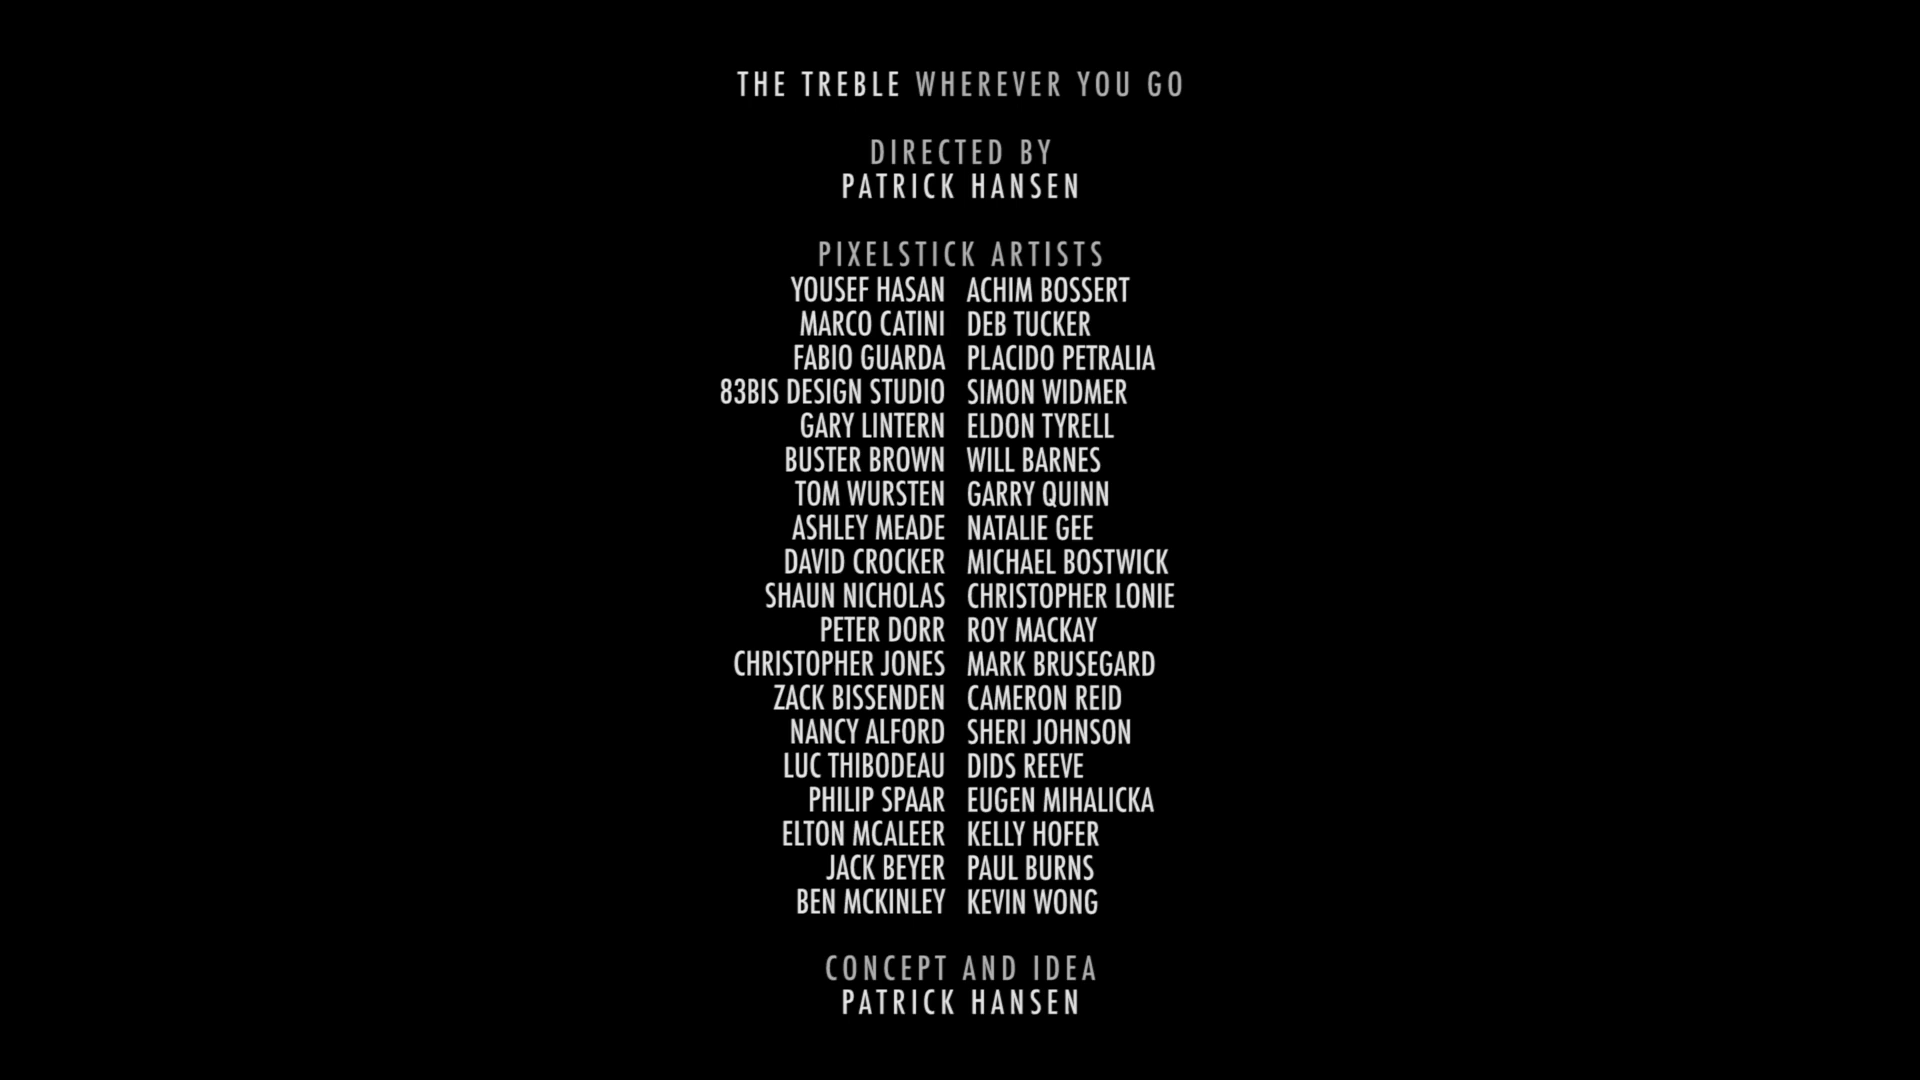 THE TREBLE WHEREVER YOU GO
DIRECTED BY
PATRICK HANSEN
PIXELSTICK ARTISTS
YOUSEF HASAN ACHIM BOSSERT
MARCO CATINI DEB TUCKER
FABIO GUARDA PLACIDO PETRALIA
83BIS DESIGN STUDIO SIMON WIDMER
GARY LINTERN ELDON TYRELL
BUSTER BROWN WILL BARNES
TOM WURSTEN GARRY QUINN
ASHLEY MEADE NATALIE GEE
DAVID CROCKER MICHAEL BOSTWICK
SHAUN NICHOLAS CHRISTOPHER LONIE
PETER DORR ROY MACKAY
CHRISTOPHER JONES MARK BRUSEGARD
ZACK BISSENDEN CAMERON REID
NANCY ALFORD SHERI JOHNSON
LUC THIBODEAU DIDS REEVE
PHILIP SPAAR EUGEN MIHALICKA
ELTON MCALEER KELLY HOFER
JACK BEYER PAUL BURNS
BEN MCKINLEY KEVIN WONG
CONCEPT AND IDEA
PATRICK HANSEN